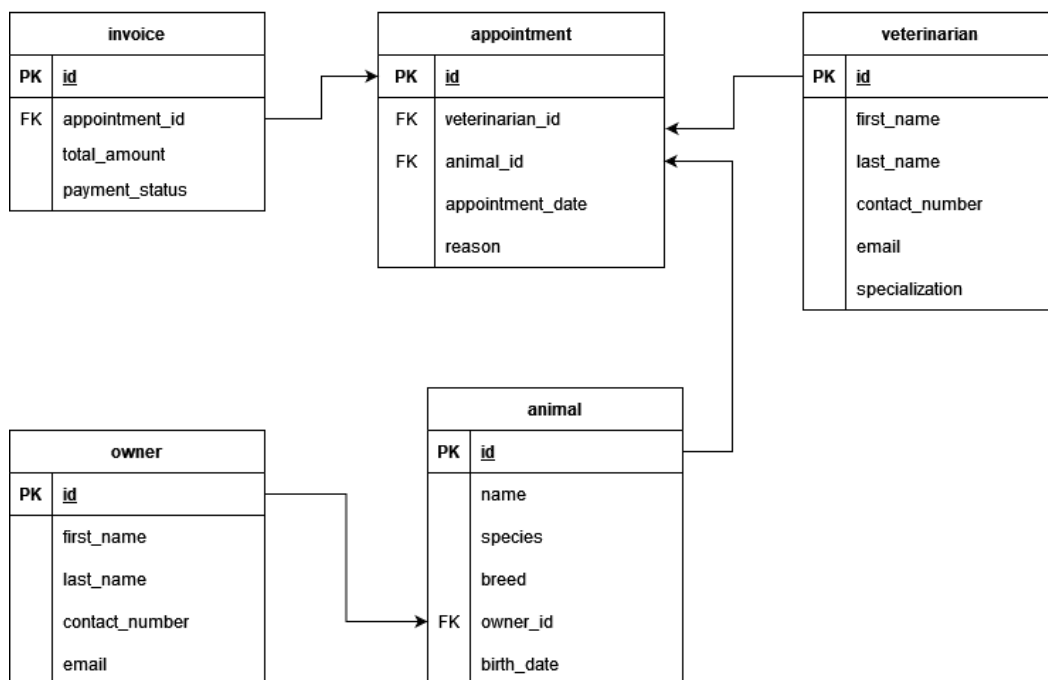 invoice
PK id
FK appointment_id
total_amount
payment_status
appointment
PK id
FK veterinarian_id
FK animal_id
appointment_date
reason
veterinarian
PK id
first_name
last_name
contact_number
email
specialization
owner
PK id
first_name
last_name
contact_number
email
animal
PK id
name
species
breed
FK owner_id
birth_date